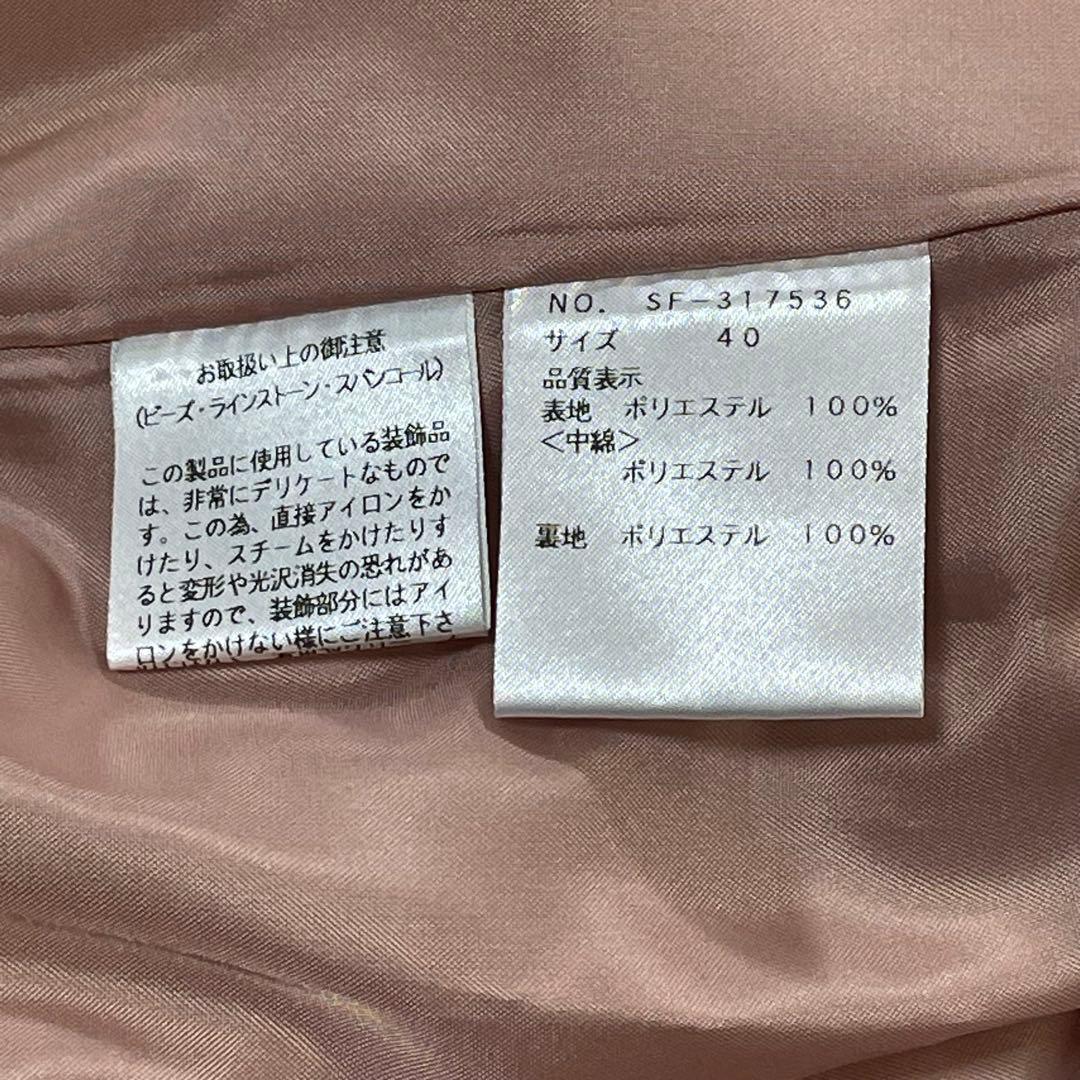 お取扱い上の御注意
(ビーズ・ラインストーン・スパンコール)
この製品に使用している装飾品
は、非常にデリケートなもので
す。この為、直接アイロンをか
けたり、スチームをかけたりす
ると変形や光沢消失の恐れがあ
りますので、装飾部分にはアイ
ロンをかけない様にご注意下さ
NO. SF-317536
サイズ 40
品質表示
表地 ポリエステル 100%
<中綿>
ポリエステル 100%
裏地 ポリエステル 100%